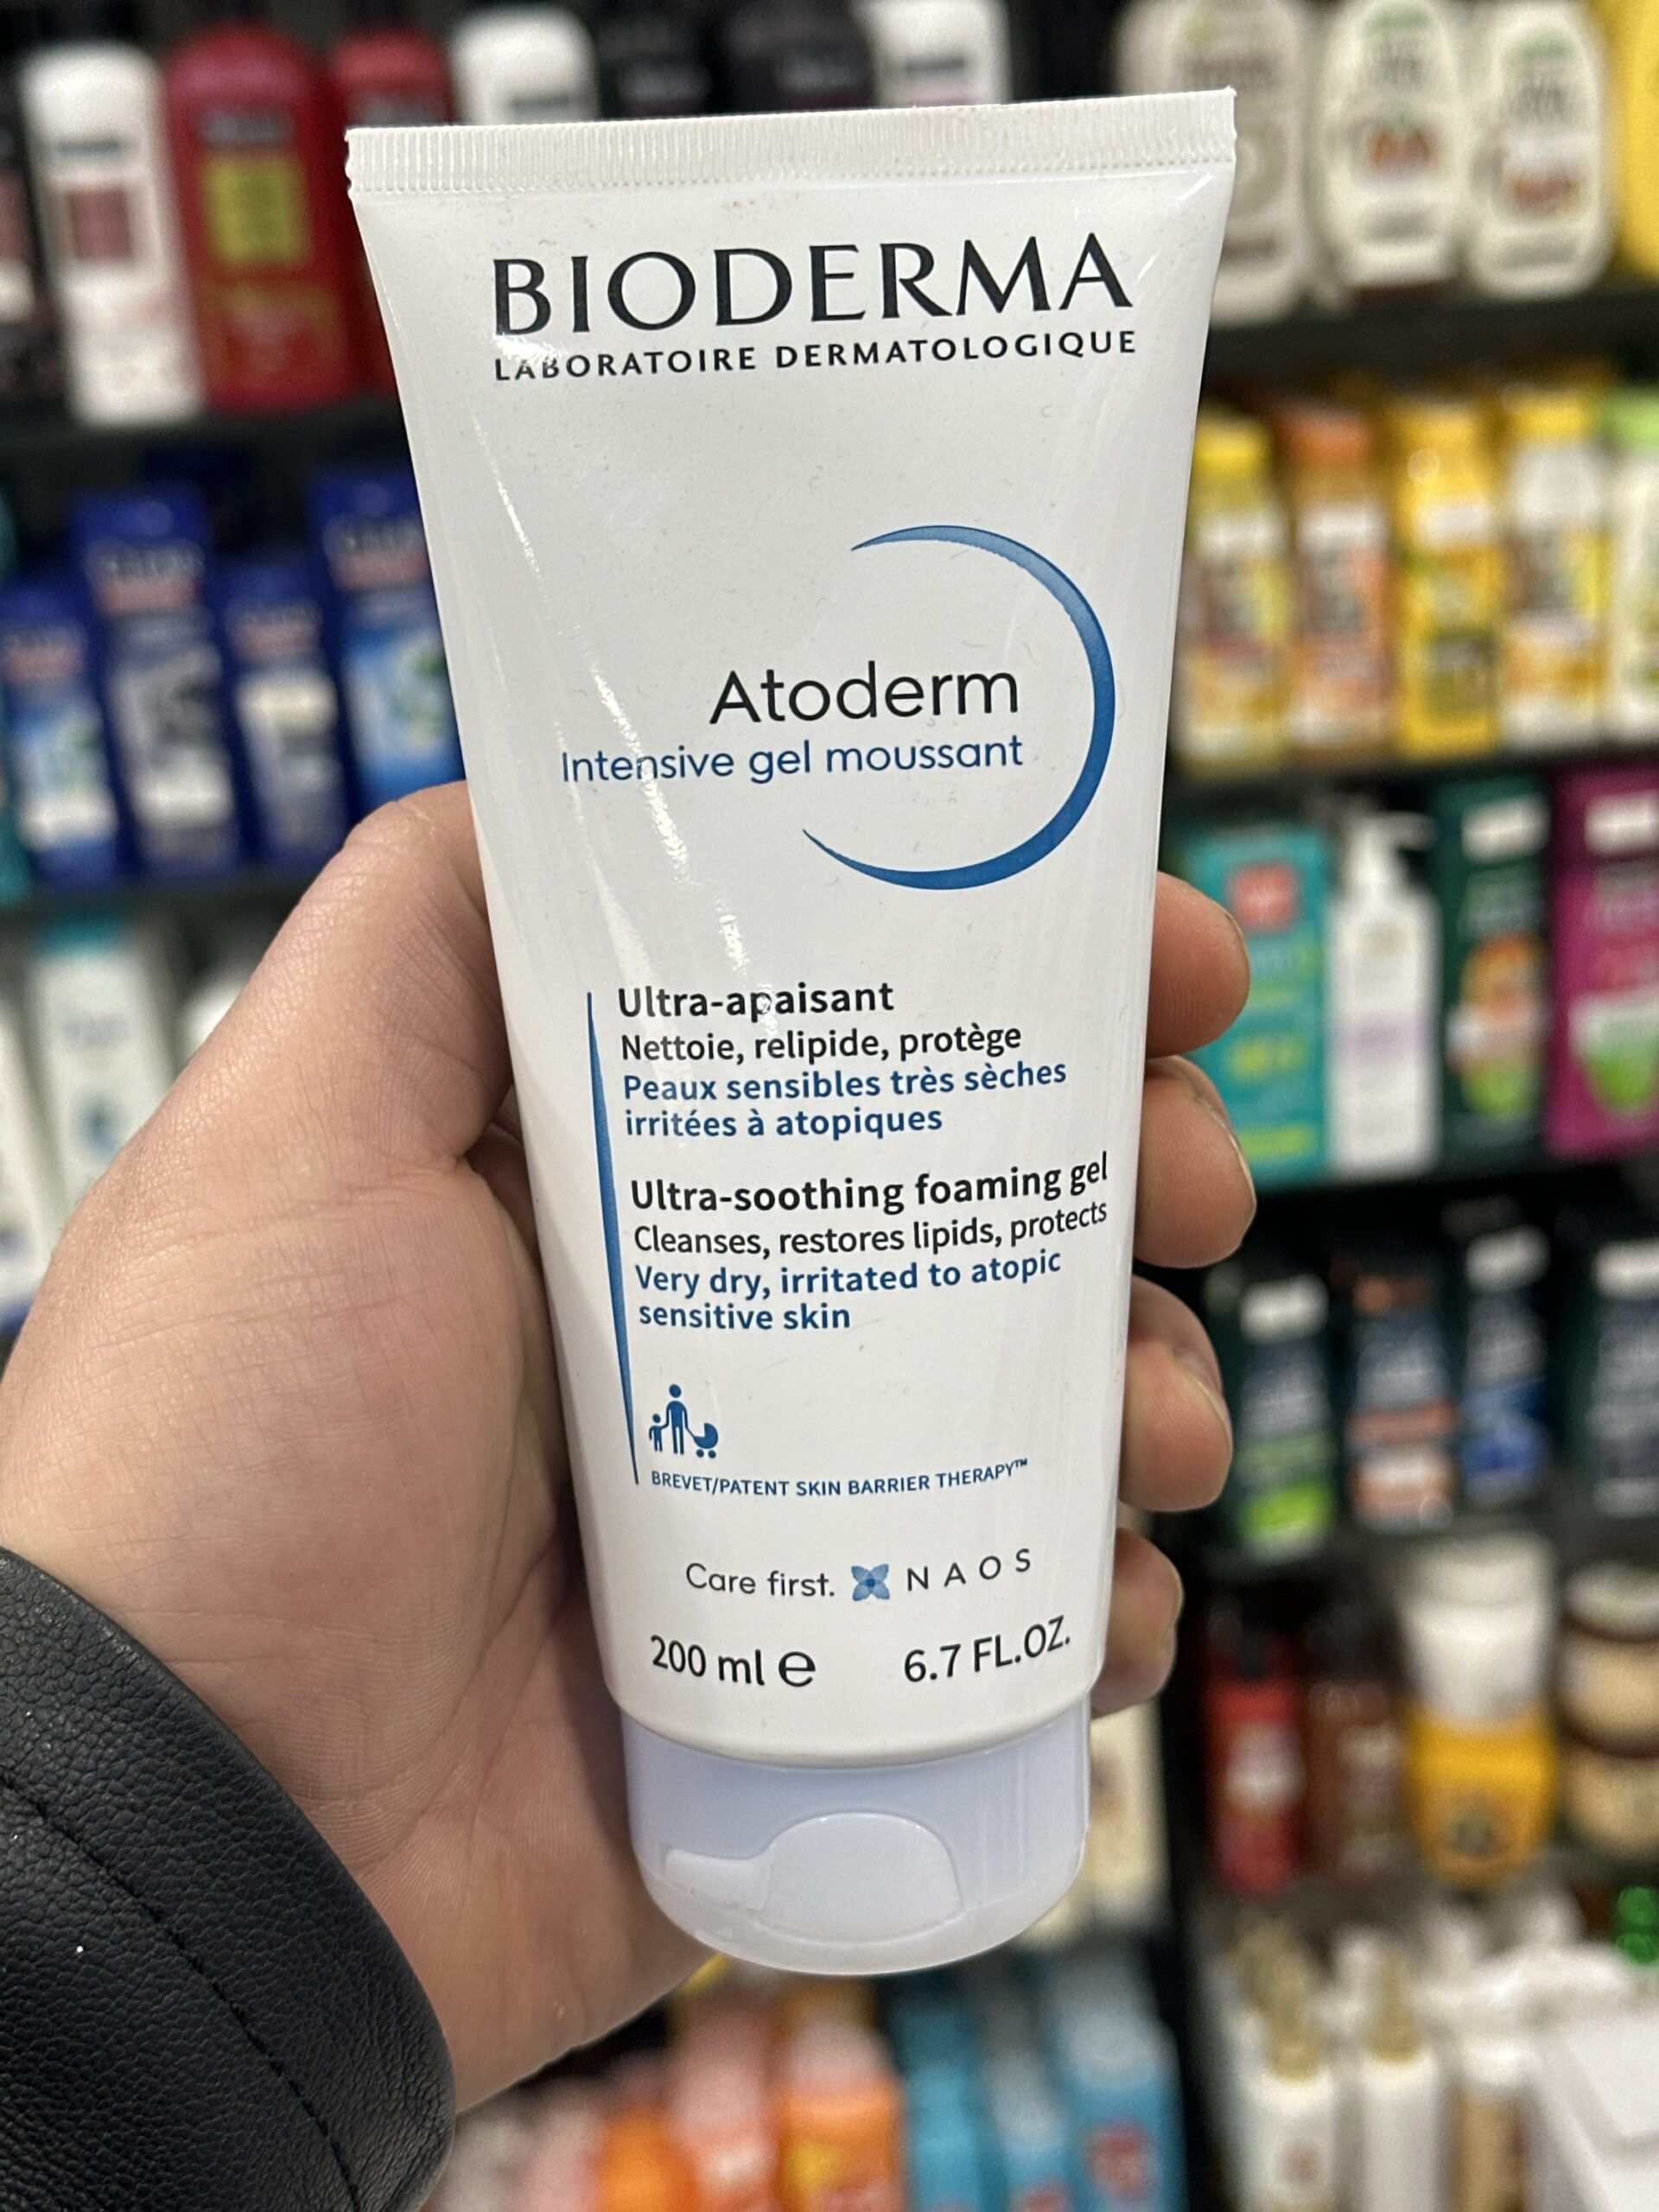 BIODERMA
LABORATOIRE DERMATOLOGIQUE
Atoderm
Intensive gel moussant
Ultra-apaisant
Nettoie, relipide, protège
Peaux sensibles très sèches
irritées à atopiques
Ultra-soothing foaming gel
Cleanses, restores lipids, protects
Very dry, irritated to atopic
sensitive skin
BREVET/PATENT SKIN BARRIER THERAPY™
Care first. NAOS
200 ml e 6.7 FL.OZ.